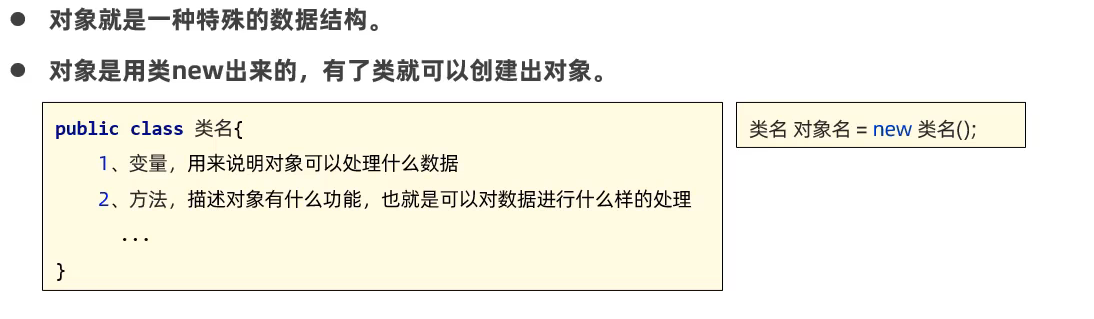 ● 对象就是一种特殊的数据结构。
● 对象是用类new出来的，有了类就可以创建出对象。
public class 类名{
1、变量，用来说明对象可以处理什么数据
2、方法，描述对象有什么功能，也就是可以对数据进行什么样的处理
...
}
类名 对象名 = new 类名();